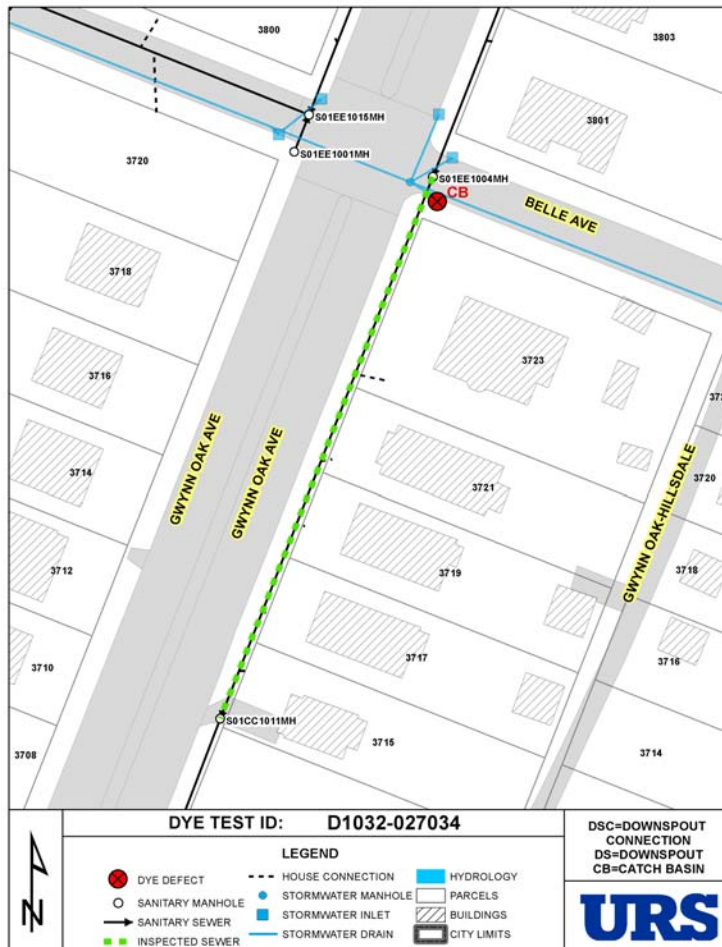 3800
3803
3801
S01EE1015MH
S01EE1001MH
S01EE1004MH
CB
BELLE AVE
3720
3718
3716
3714
3712
3710
3708
GWYNN OAK AVE
GWYNN OAK AVE
3723
3721
3719
3717
3715
S01CC1011MH
GWYNN OAK-HILLSDALE
3720
3718
3716
3714
DYE TEST ID: D1032-027034
LEGEND
DYE DEFECT
SANITARY MANHOLE
SANITARY SEWER
INSPECTED SEWER
HOUSE CONNECTION
STORMWATER MANHOLE
STORMWATER INLET
STORMWATER DRAIN
HYDROLOGY
PARCELS
BUILDINGS
CITY LIMITS
DSC=DOWNSPOUT
CONNECTION
DS=DOWNSPOUT
CB=CATCH BASIN
URS
N